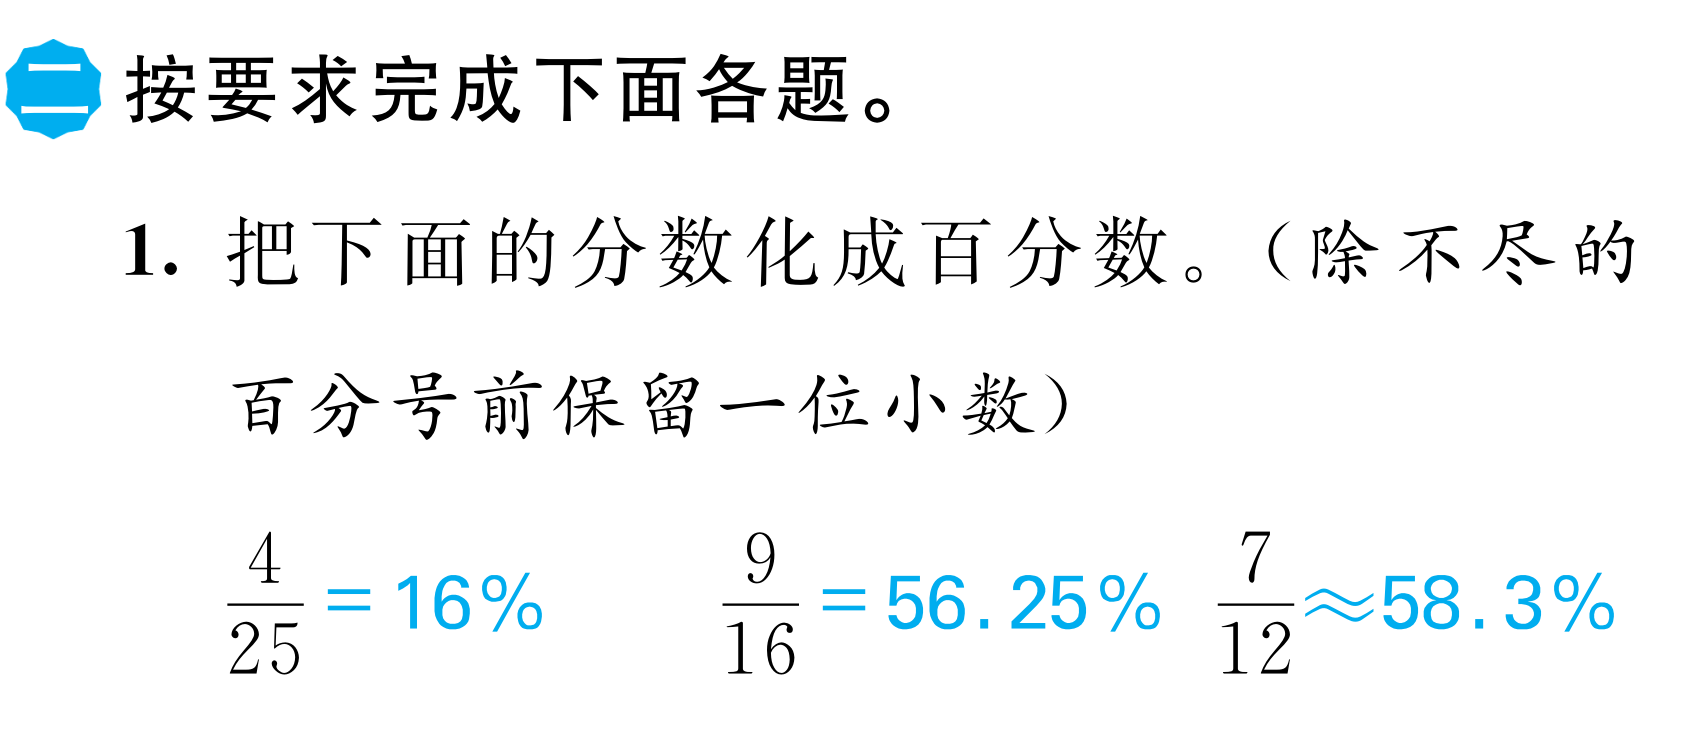 二 按要求完成下面各题。
1. 把下面的分数化成百分数。（除不尽的
百分号前保留一位小数）
4/25 = 16% 9/16 = 56.25% 7/12 ≈58.3%